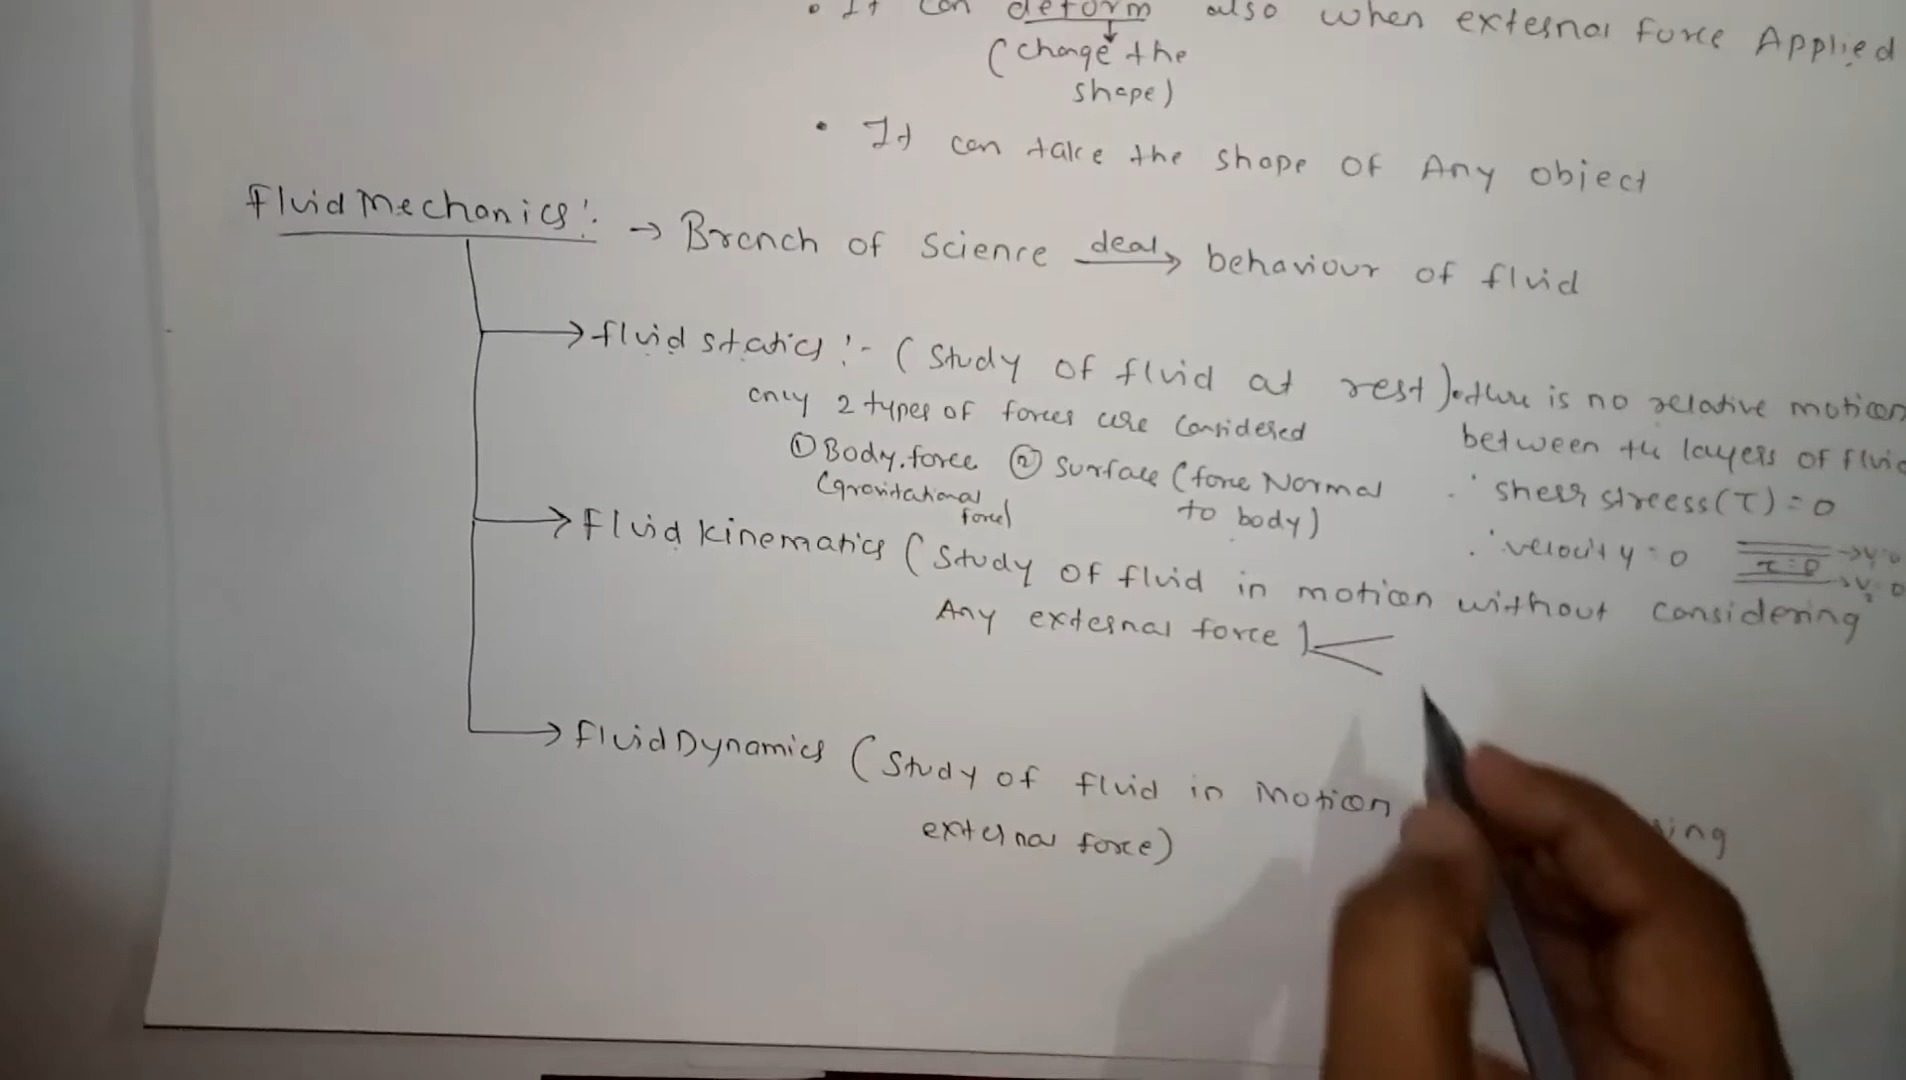 • It can deform also when external force Applied
(change the
shape)
• It can take the shape of Any object
Fluid Mechanics :
→ Branch of Science deal→ behaviour of fluid
→ fluid statics :- (Study of fluid at rest)
only 2 types of forces are Considered
① Body force ② surface (force Normal
(gravitational
force)
to body)
• there is no relative motion
between the layers of fluid
∴ shear streess (τ) = 0
∴ velocity = 0
τ = 0
→ Fluid kinematics (Study of fluid in motion without considering
Any external force)
→ Fluid Dynamics (Study of fluid in Motion
external force)